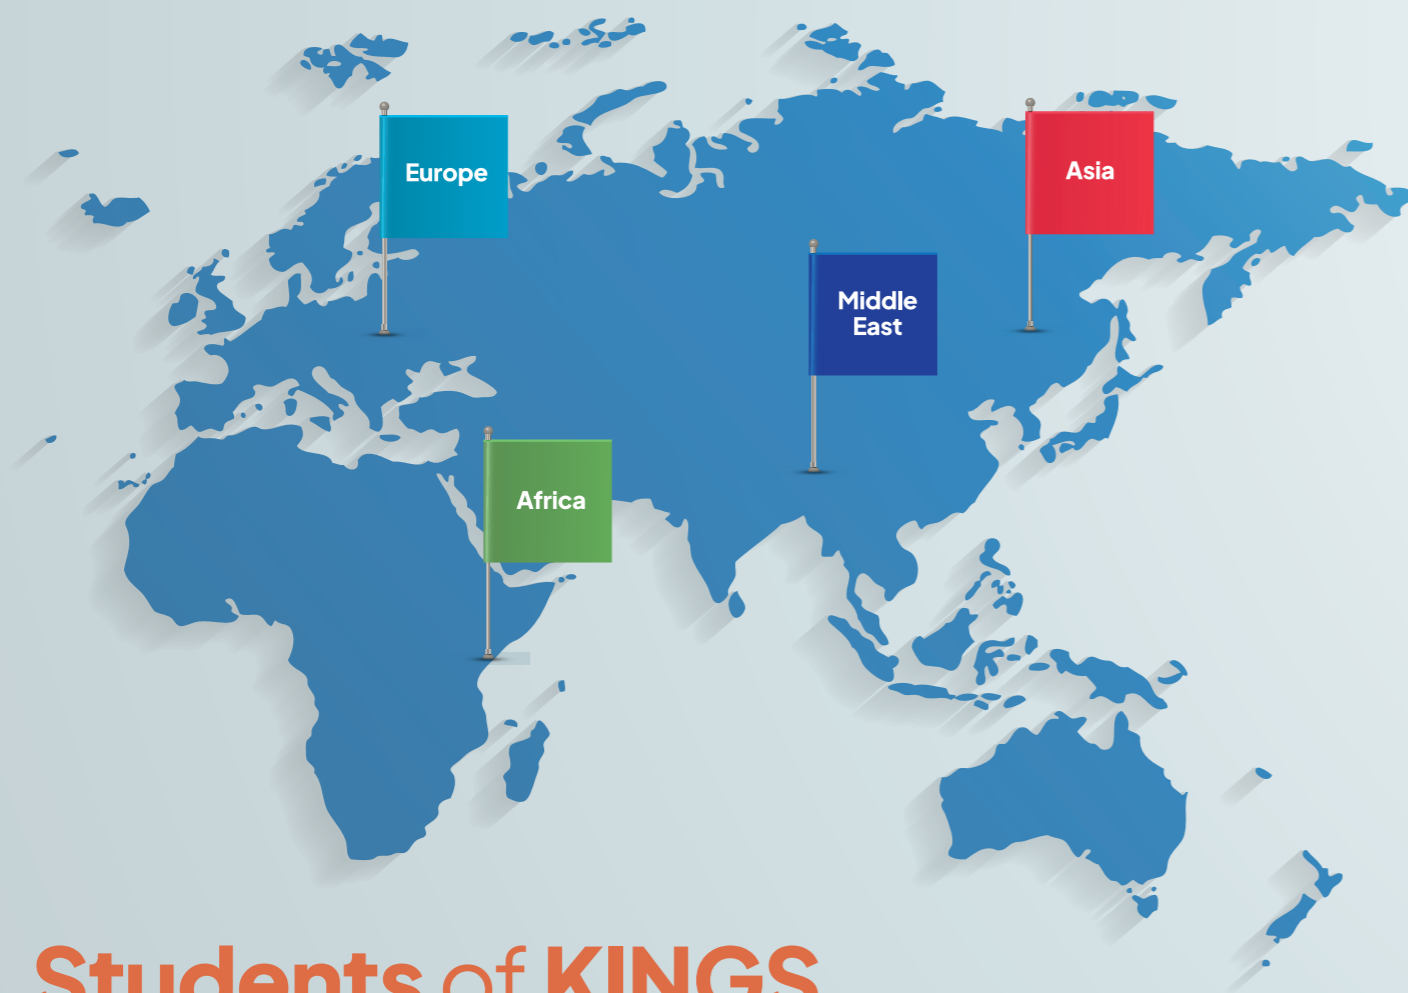 Europe
Asia
Middle
East
Africa
Students of KINGS